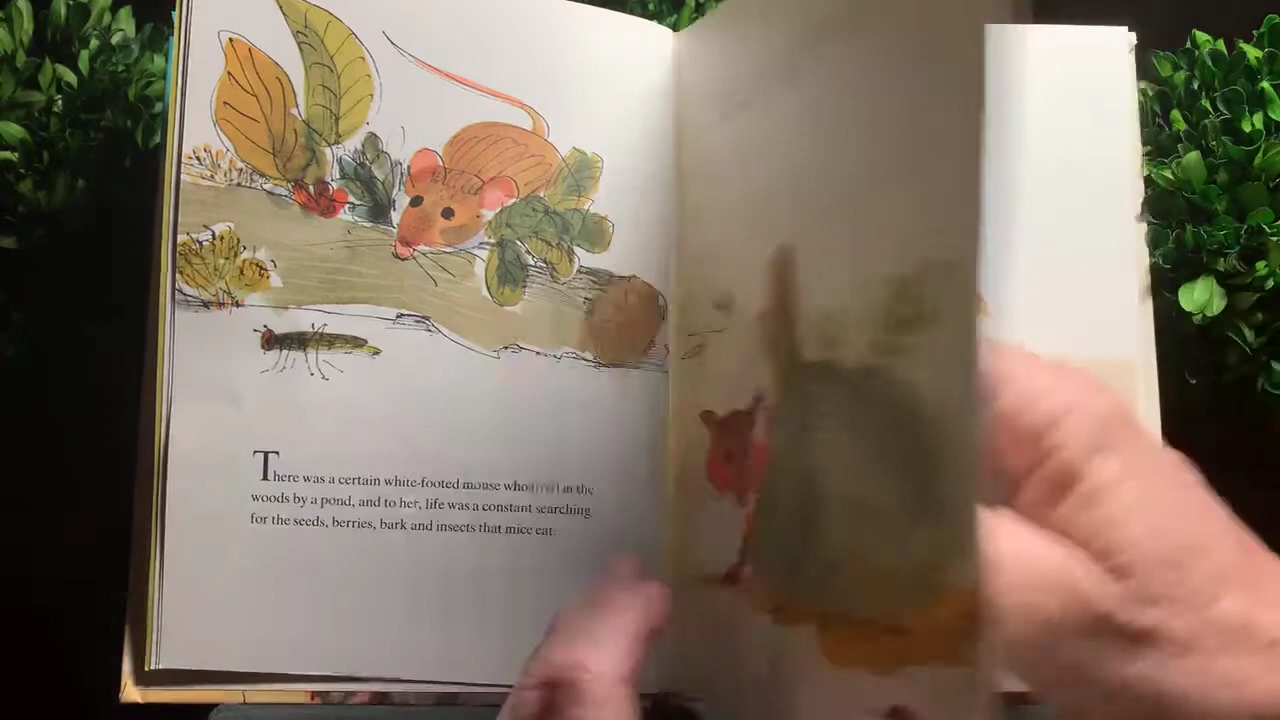 There was a certain white-footed mouse who in the
woods by a pond, and to her, life was a constant searching
for the seeds, berries, bark and insects that mice eat.